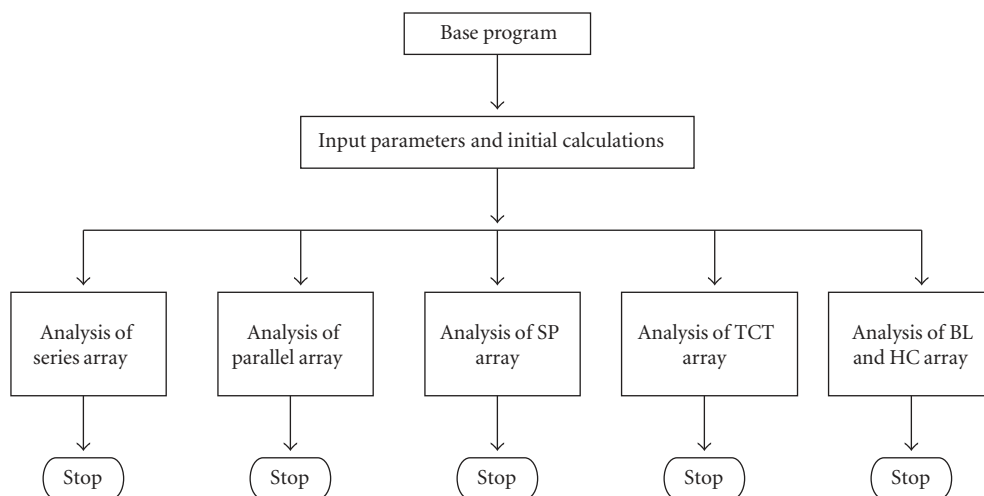 Base program
Input parameters and initial calculations
Analysis of
series array
Analysis of
parallel array
Analysis of SP
array
Analysis of TCT
array
Analysis of BL
and HC array
Stop
Stop
Stop
Stop
Stop